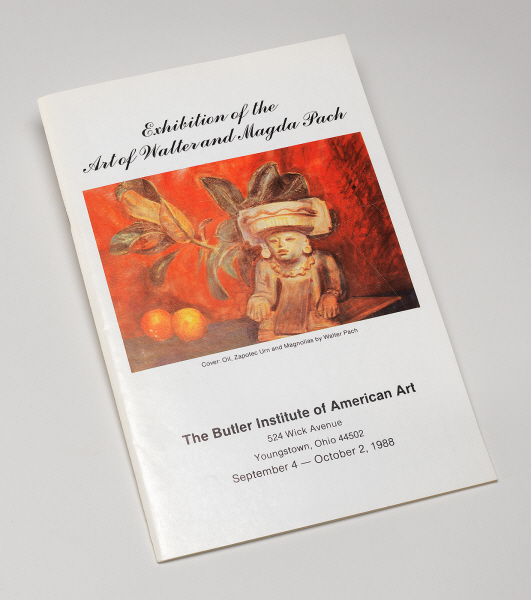 Exhibition of the
Art of Walter and Magda Pach
Cover: Oil, Zapotec Urn and Magnolias by Walter Pach
The Butler Institute of American Art
524 Wick Avenue
Youngstown, Ohio 44502
September 4 — October 2, 1988